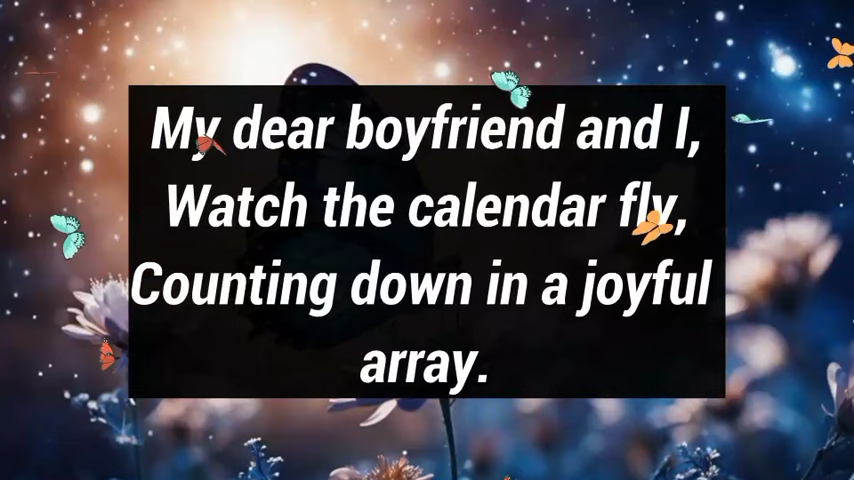 My dear boyfriend and I,
Watch the calendar fly,
Counting down in a joyful
array.